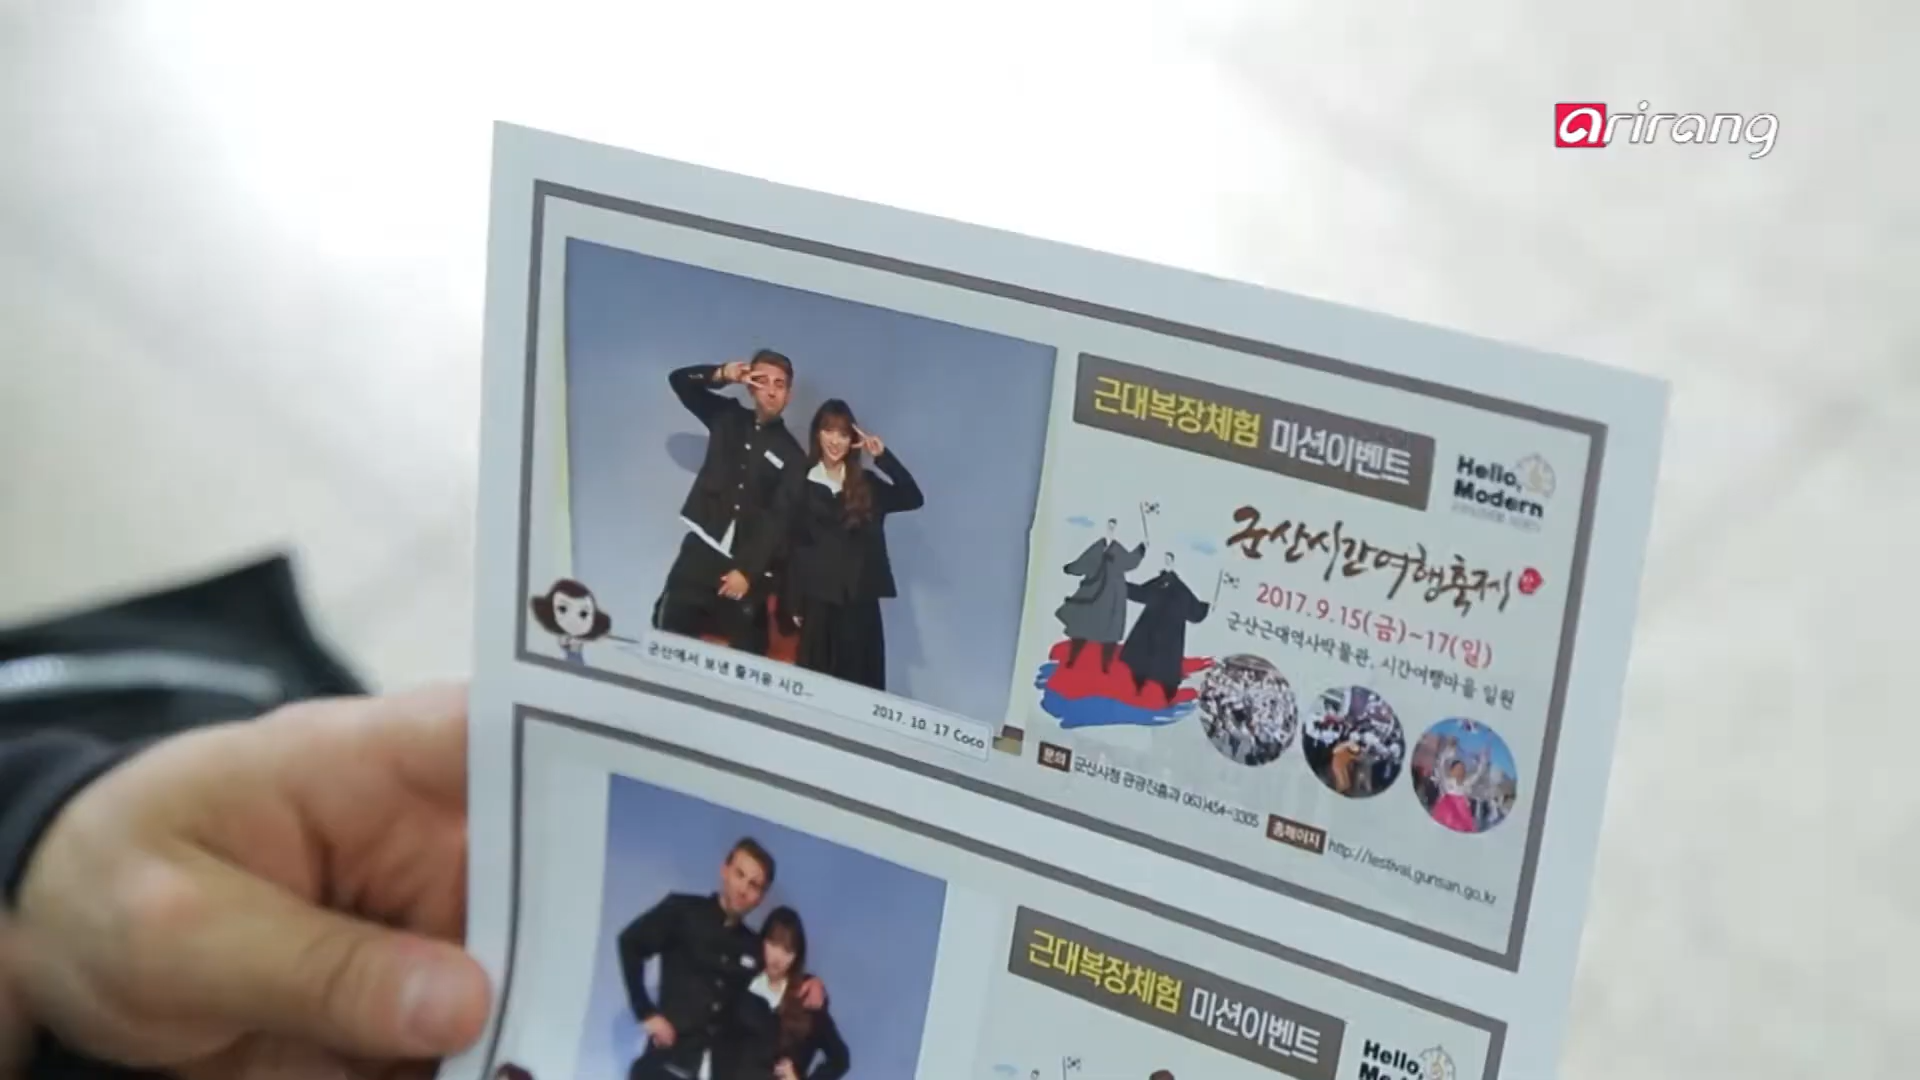 arirang
근대복장체험 미션이벤트
Hello,
Modern
군산시간여행축제
2017.9.15(금)~17(일)
군산근대역사박물관, 시간여행마을 일원
군산에서 보낸 즐거운 시간~
2017. 10. 17 Coco
문의 군산시청 관광진흥과 063)454-3305 홈페이지 http://festival.gunsan.go.kr
근대복장체험 미션이벤트
Hello,